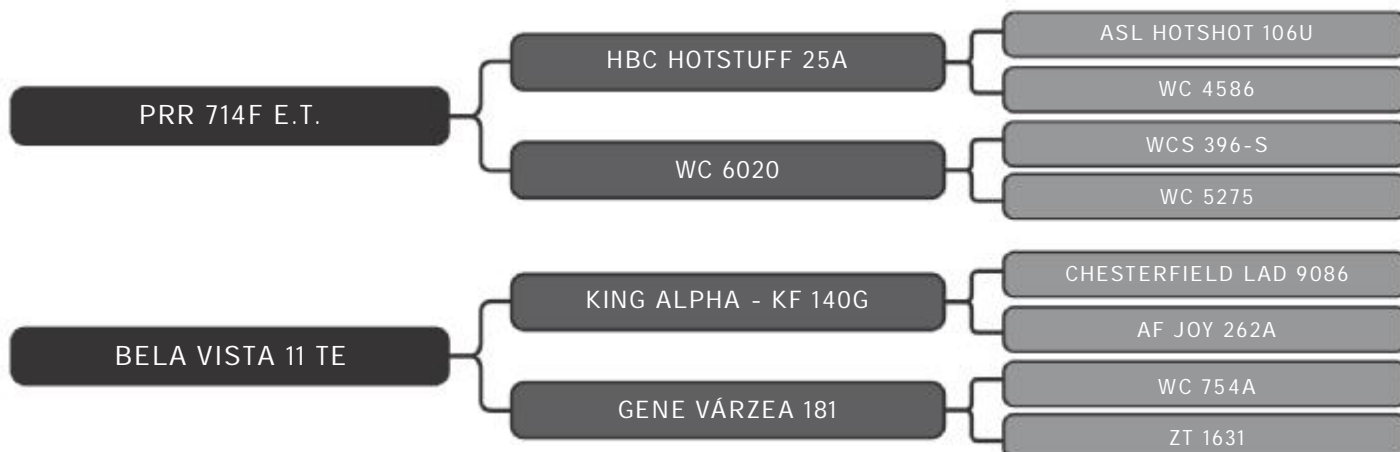 PRR 714F E.T.
HBC HOTSTUFF 25A
ASL HOTSHOT 106U
WC 4586
WC 6020
WCS 396-S
WC 5275
BELA VISTA 11 TE
KING ALPHA - KF 140G
CHESTERFIELD LAD 9086
AF JOY 262A
GENE VÁRZEA 181
WC 754A
ZT 1631